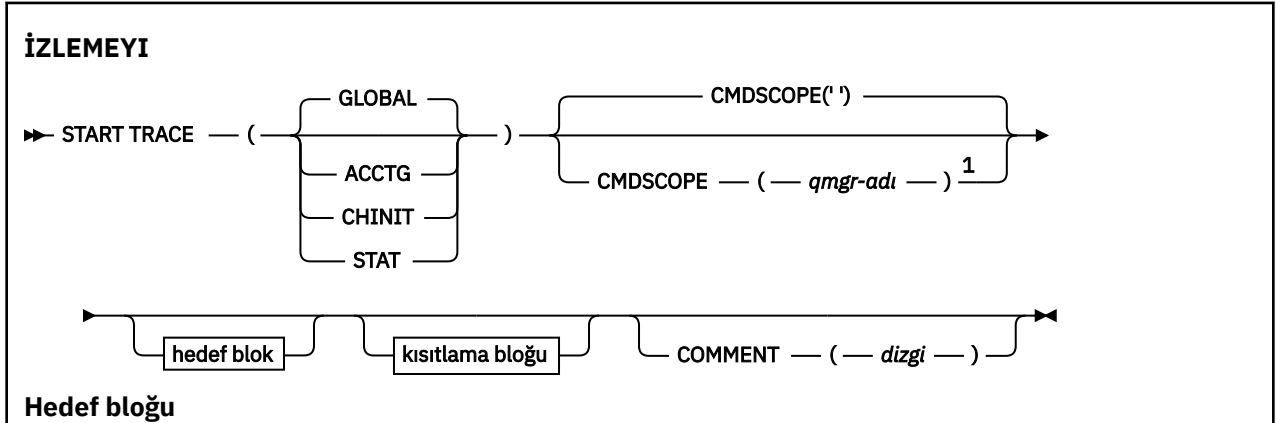 İZLEMEYI
GLOBAL
CMDSCOPE(' ')
START TRACE ( )
ACCTG
CMDSCOPE ( qmgr-adı ) 1
CHINIT
STAT
hedef blok kısıtlama bloğu COMMENT ( dizgi )
Hedef bloğu